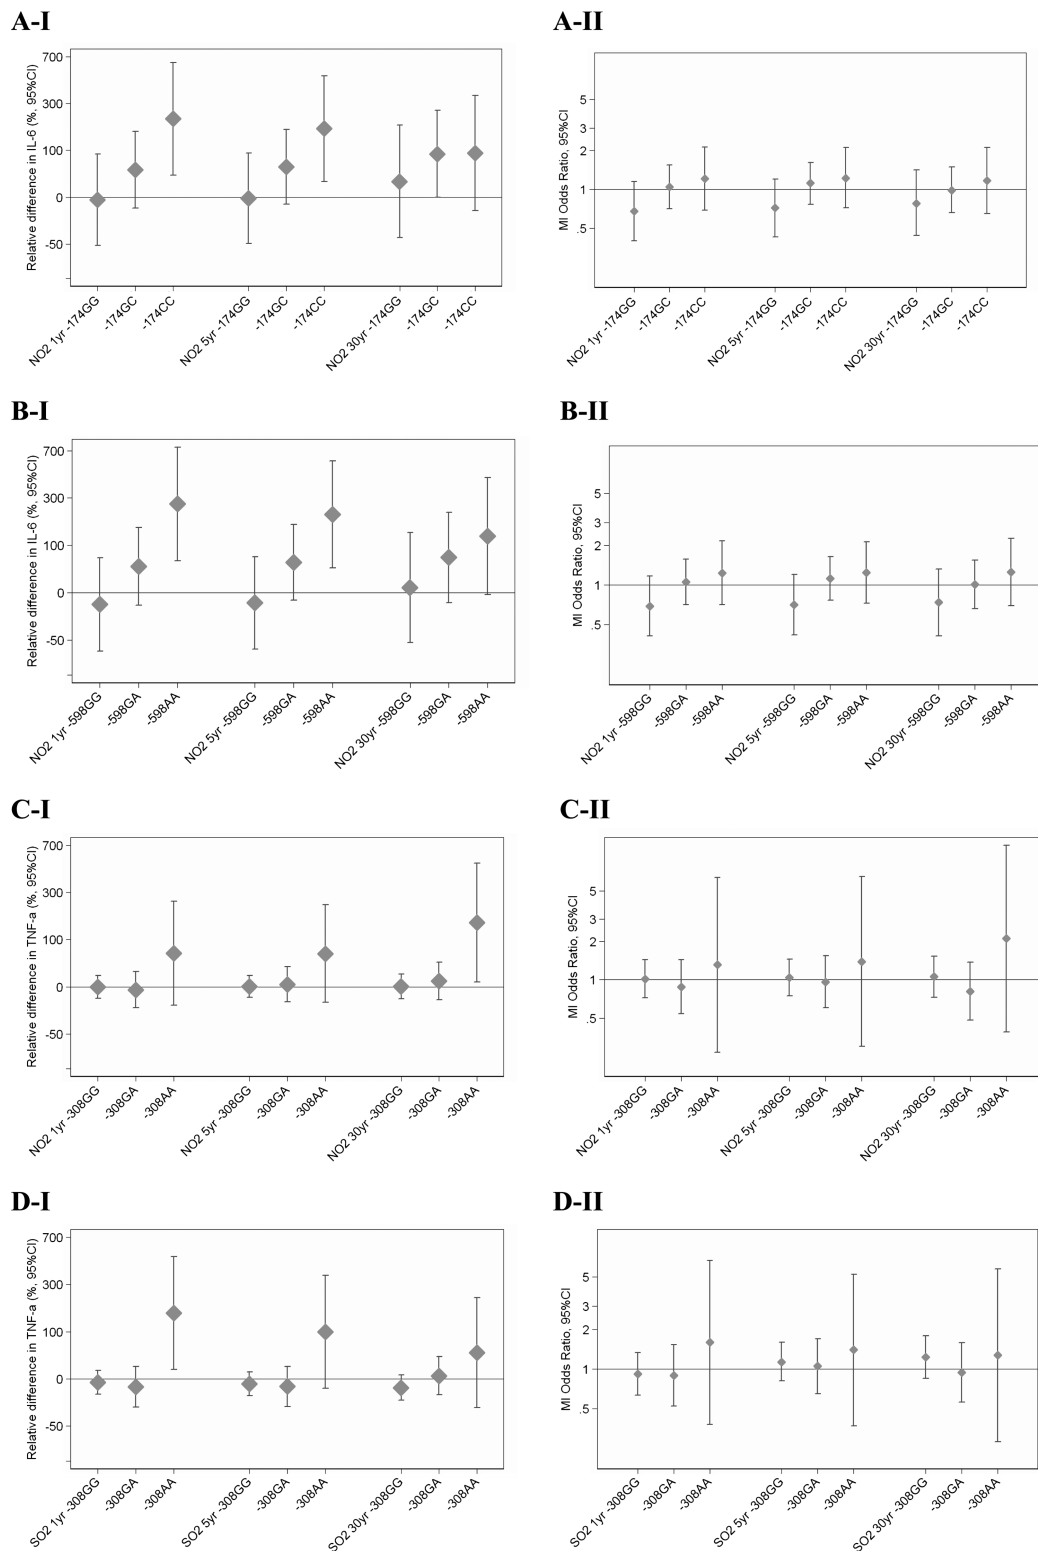 A-I
A-II
Relative difference in IL-6 (%, 95%CI)
700
300
100
0
-50
NO2 1yr -174GG
-174GC
-174CC
NO2 5yr -174GG
-174GC
-174CC
NO2 30yr -174GG
-174GC
-174CC
MI Odds Ratio, 95%CI
5
3
2
1
.5
NO2 1yr -174GG
-174GC
-174CC
NO2 5yr -174GG
-174GC
-174CC
NO2 30yr -174GG
-174GC
-174CC
B-I
B-II
Relative difference in IL-6 (%, 95%CI)
700
300
100
0
-50
NO2 1yr -598GG
-598GA
-598AA
NO2 5yr -598GG
-598GA
-598AA
NO2 30yr -598GG
-598GA
-598AA
MI Odds Ratio, 95%CI
5
3
2
1
.5
NO2 1yr -598GG
-598GA
-598AA
NO2 5yr -598GG
-598GA
-598AA
NO2 30yr -598GG
-598GA
-598AA
C-I
C-II
Relative difference in TNF-a (%, 95%CI)
700
300
100
0
-50
NO2 1yr -308GG
-308GA
-308AA
NO2 5yr -308GG
-308GA
-308AA
NO2 30yr -308GG
-308GA
-308AA
MI Odds Ratio, 95%CI
5
3
2
1
.5
NO2 1yr -308GG
-308GA
-308AA
NO2 5yr -308GG
-308GA
-308AA
NO2 30yr -308GG
-308GA
-308AA
D-I
D-II
Relative difference in TNF-a (%, 95%CI)
700
300
100
0
-50
SO2 1yr -308GG
-308GA
-308AA
SO2 5yr -308GG
-308GA
-308AA
SO2 30yr -308GG
-308GA
-308AA
MI Odds Ratio, 95%CI
5
3
2
1
.5
SO2 1yr -308GG
-308GA
-308AA
SO2 5yr -308GG
-308GA
-308AA
SO2 30yr -308GG
-308GA
-308AA